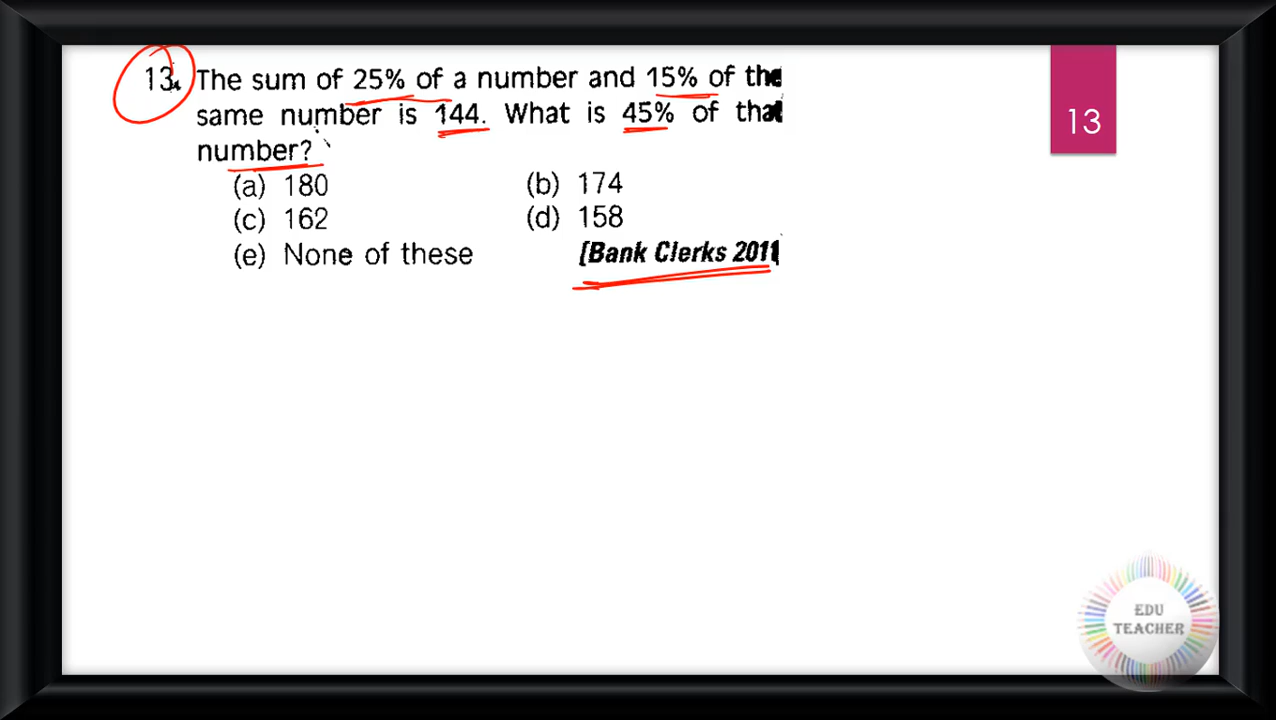 13. The sum of 25% of a number and 15% of the
13
same number is 144. What is 45% of that
number?
(a) 180 (b) 174
(c) 162 (d) 158
(e) None of these [Bank Clerks 2011
EDU
TEACHER